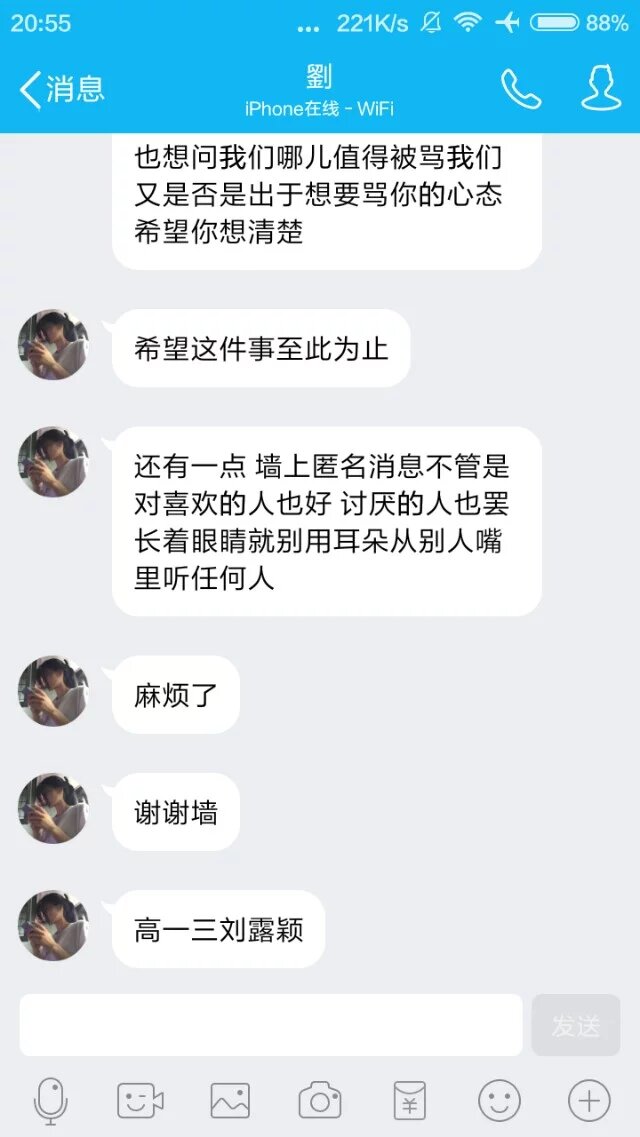 20:55
... 221K/s 88%
消息
劉
iPhone在线 - WiFi
也想问我们哪儿值得被骂我们
又是否是出于想要骂你的心态
希望你想清楚
希望这件事至此为止
还有一点 墙上匿名消息不管是
对喜欢的人也好 讨厌的人也罢
长着眼睛就别用耳朵从别人嘴
里听任何人
麻烦了
谢谢墙
高一三刘露颖
发送